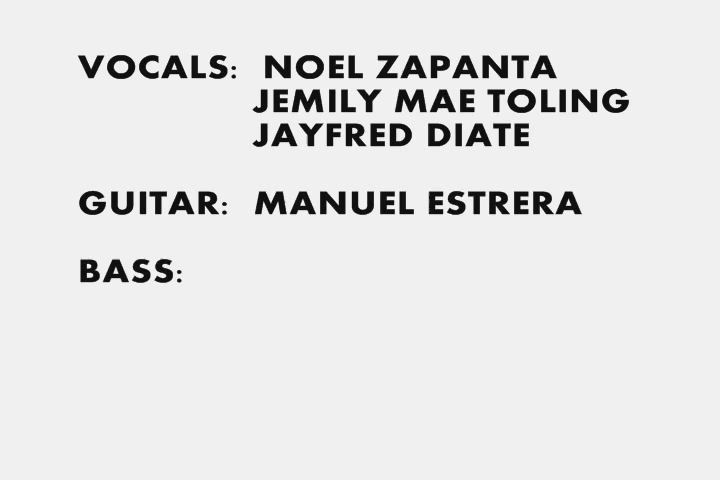 VOCALS: NOEL ZAPANTA
JEMILY MAE TOLING
JAYFRED DIATE
GUITAR: MANUEL ESTRERA
BASS: